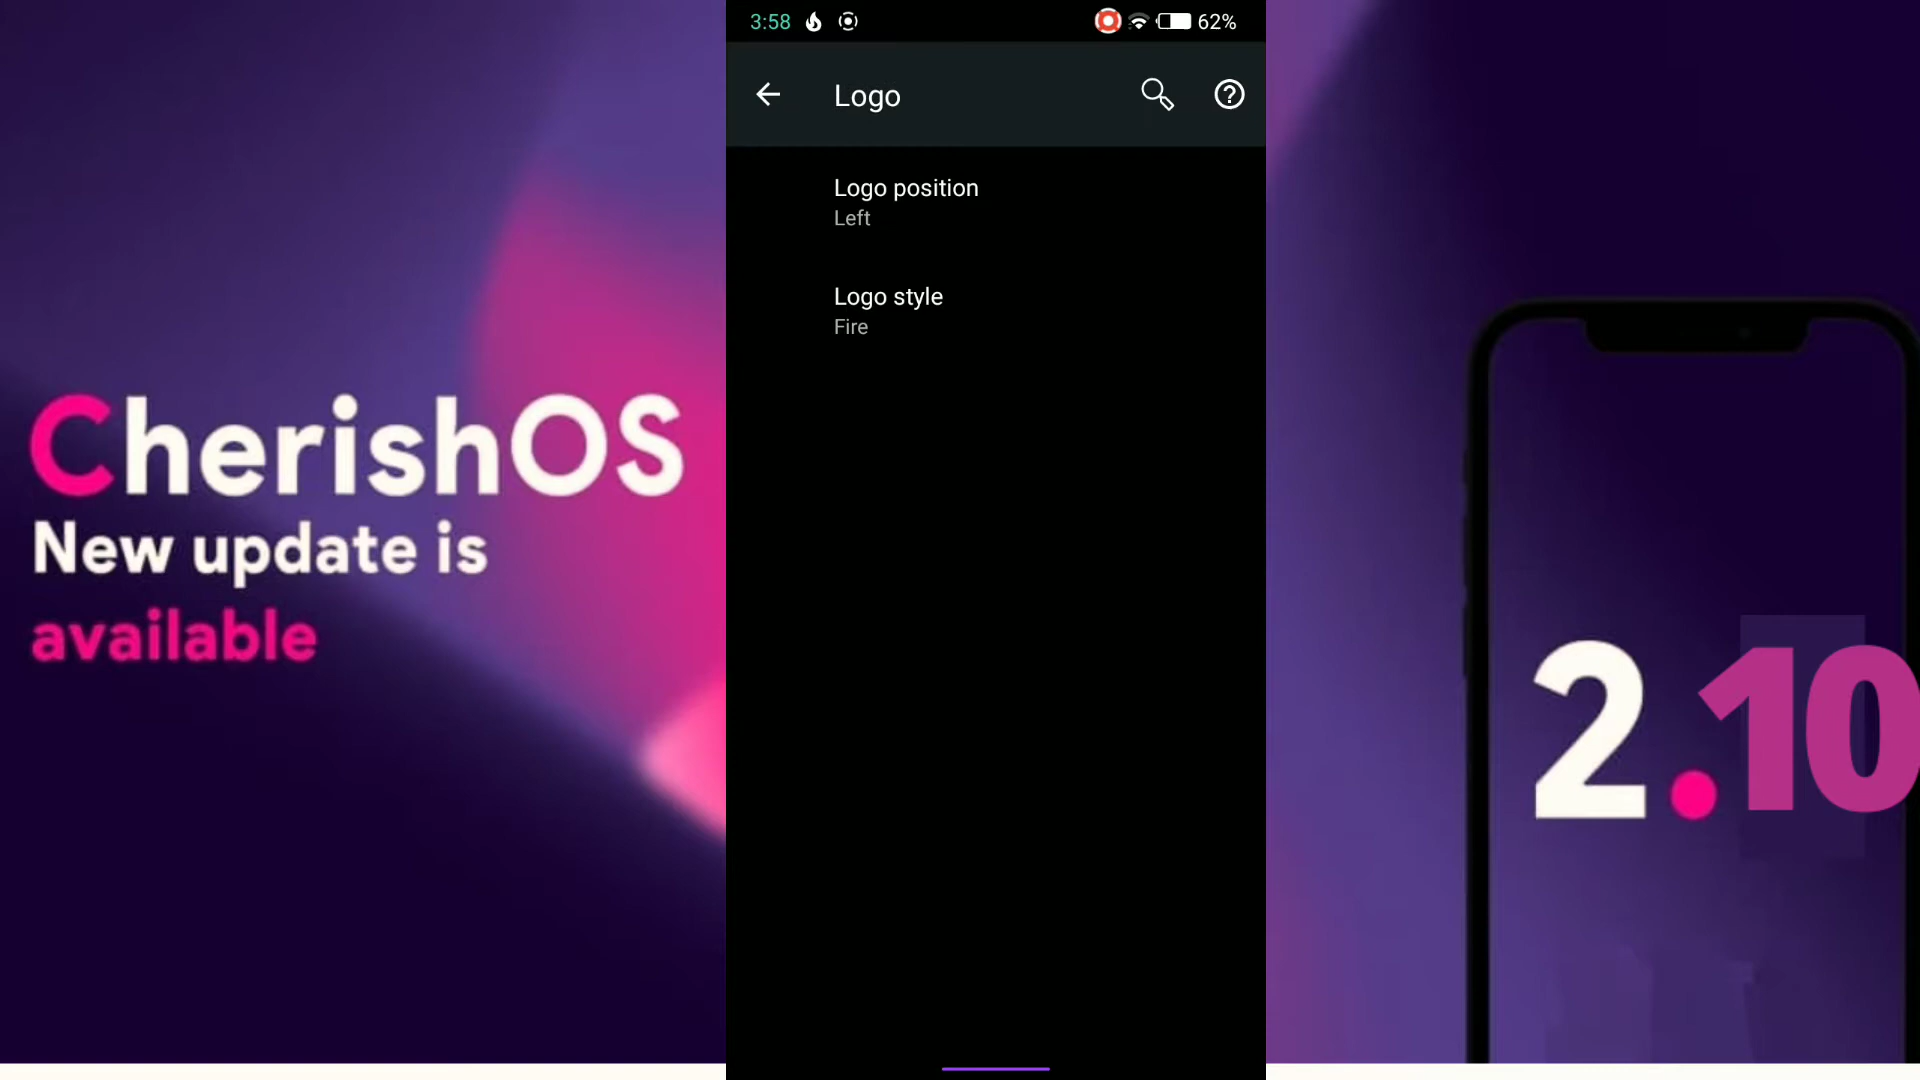 3:58 62%
Logo
Logo position
Left
Logo style
Fire
CherishOS
New update is
available
2.10